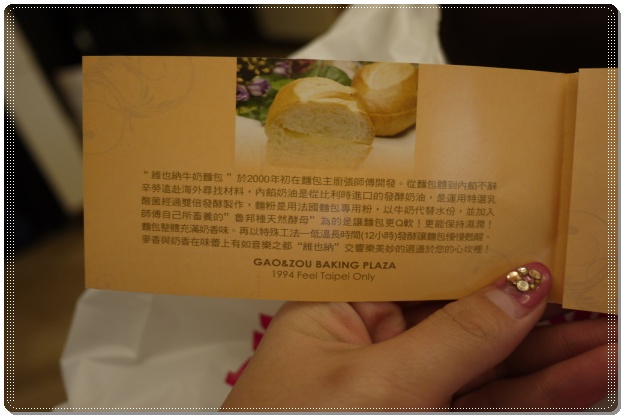 "維也納牛奶麵包"於2000年初在麵包主廚張師傅開發。從麵包體到內餡不辭
辛勞遠赴海外尋找材料，內餡奶油是從比利時進口的發酵奶油，是運用特選乳
酸菌經過雙倍發酵製作，麵粉是用法國麵包專用粉，以牛奶代替水份，並加入
師傅自己所畜養的"魯邦種天然酵母"為的是讓麵包更Q軟！更能保持濕潤！
麵包整體充滿奶香味。再以特殊工法—低溫長時間(12小時)發酵讓麵包慢慢甦醒。
麥香與奶香在味蕾上有如音樂之都"維也納"交響樂美妙的迴盪於您的心坎裡！
GAO&ZOU BAKING PLAZA
1994 Feel Taipei Only